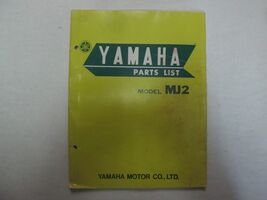 YAMAHA
PARTS LIST
MODEL MJ2
YAMAHA MOTOR CO., LTD.